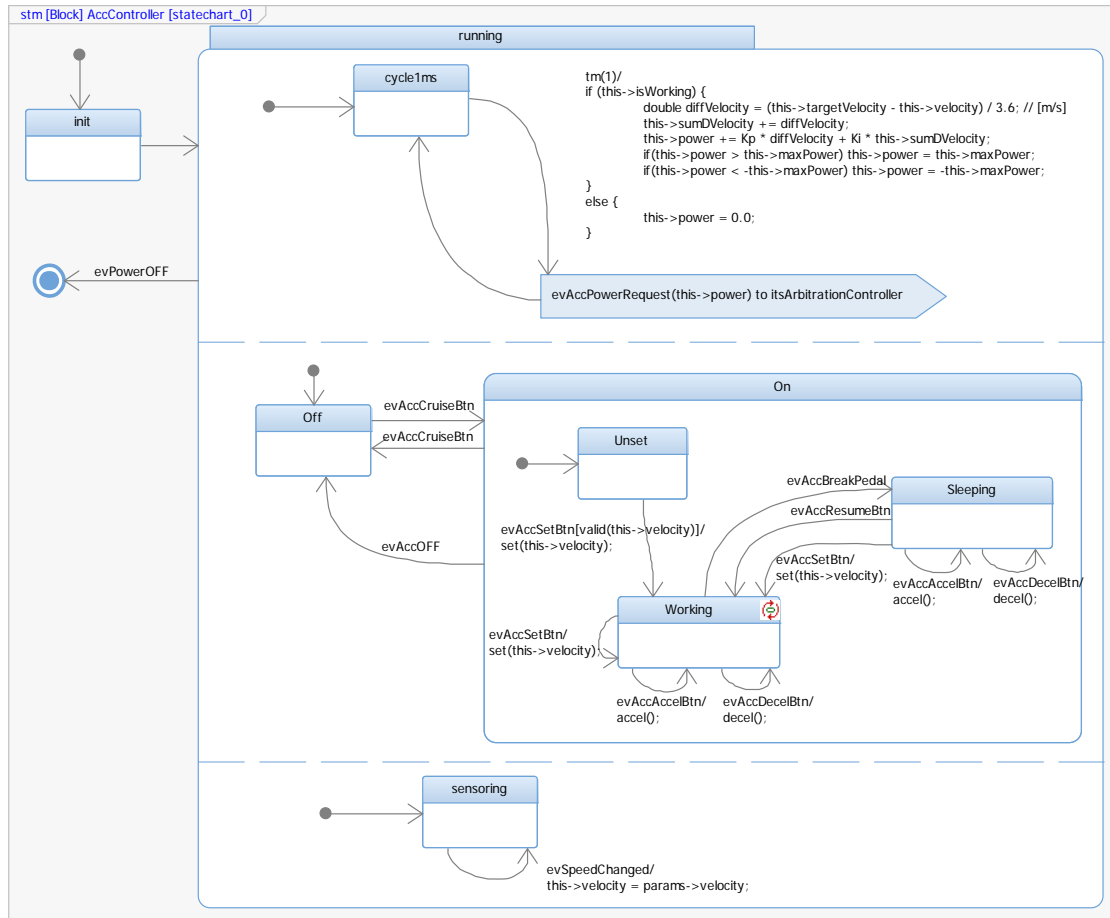 stm [Block] AccController [statechart_0]
running
cycle1ms
init
tm(1)/
if (this->isWorking) {
double diffVelocity = (this->targetVelocity - this->velocity) / 3.6; // [m/s]
this->sumDVelocity += diffVelocity;
this->power += Kp * diffVelocity + Ki * this->sumDVelocity;
if(this->power > this->maxPower) this->power = this->maxPower;
if(this->power < -this->maxPower) this->power = -this->maxPower;
}
else {
this->power = 0.0;
}
evPowerOFF
evAccPowerRequest(this->power) to itsArbitrationController
On
Off
evAccCruiseBtn
evAccCruiseBtn
evAccOFF
Unset
evAccSetBtn[valid(this->velocity)]/
set(this->velocity);
evAccBreakPedal
evAccResumeBtn
Sleeping
evAccSetBtn/
set(this->velocity);
evAccAccelBtn/
accel();
evAccDecelBtn/
decel();
Working
evAccSetBtn/
set(this->velocity);
evAccAccelBtn/
accel();
evAccDecelBtn/
decel();
sensoring
evSpeedChanged/
this->velocity = params->velocity;